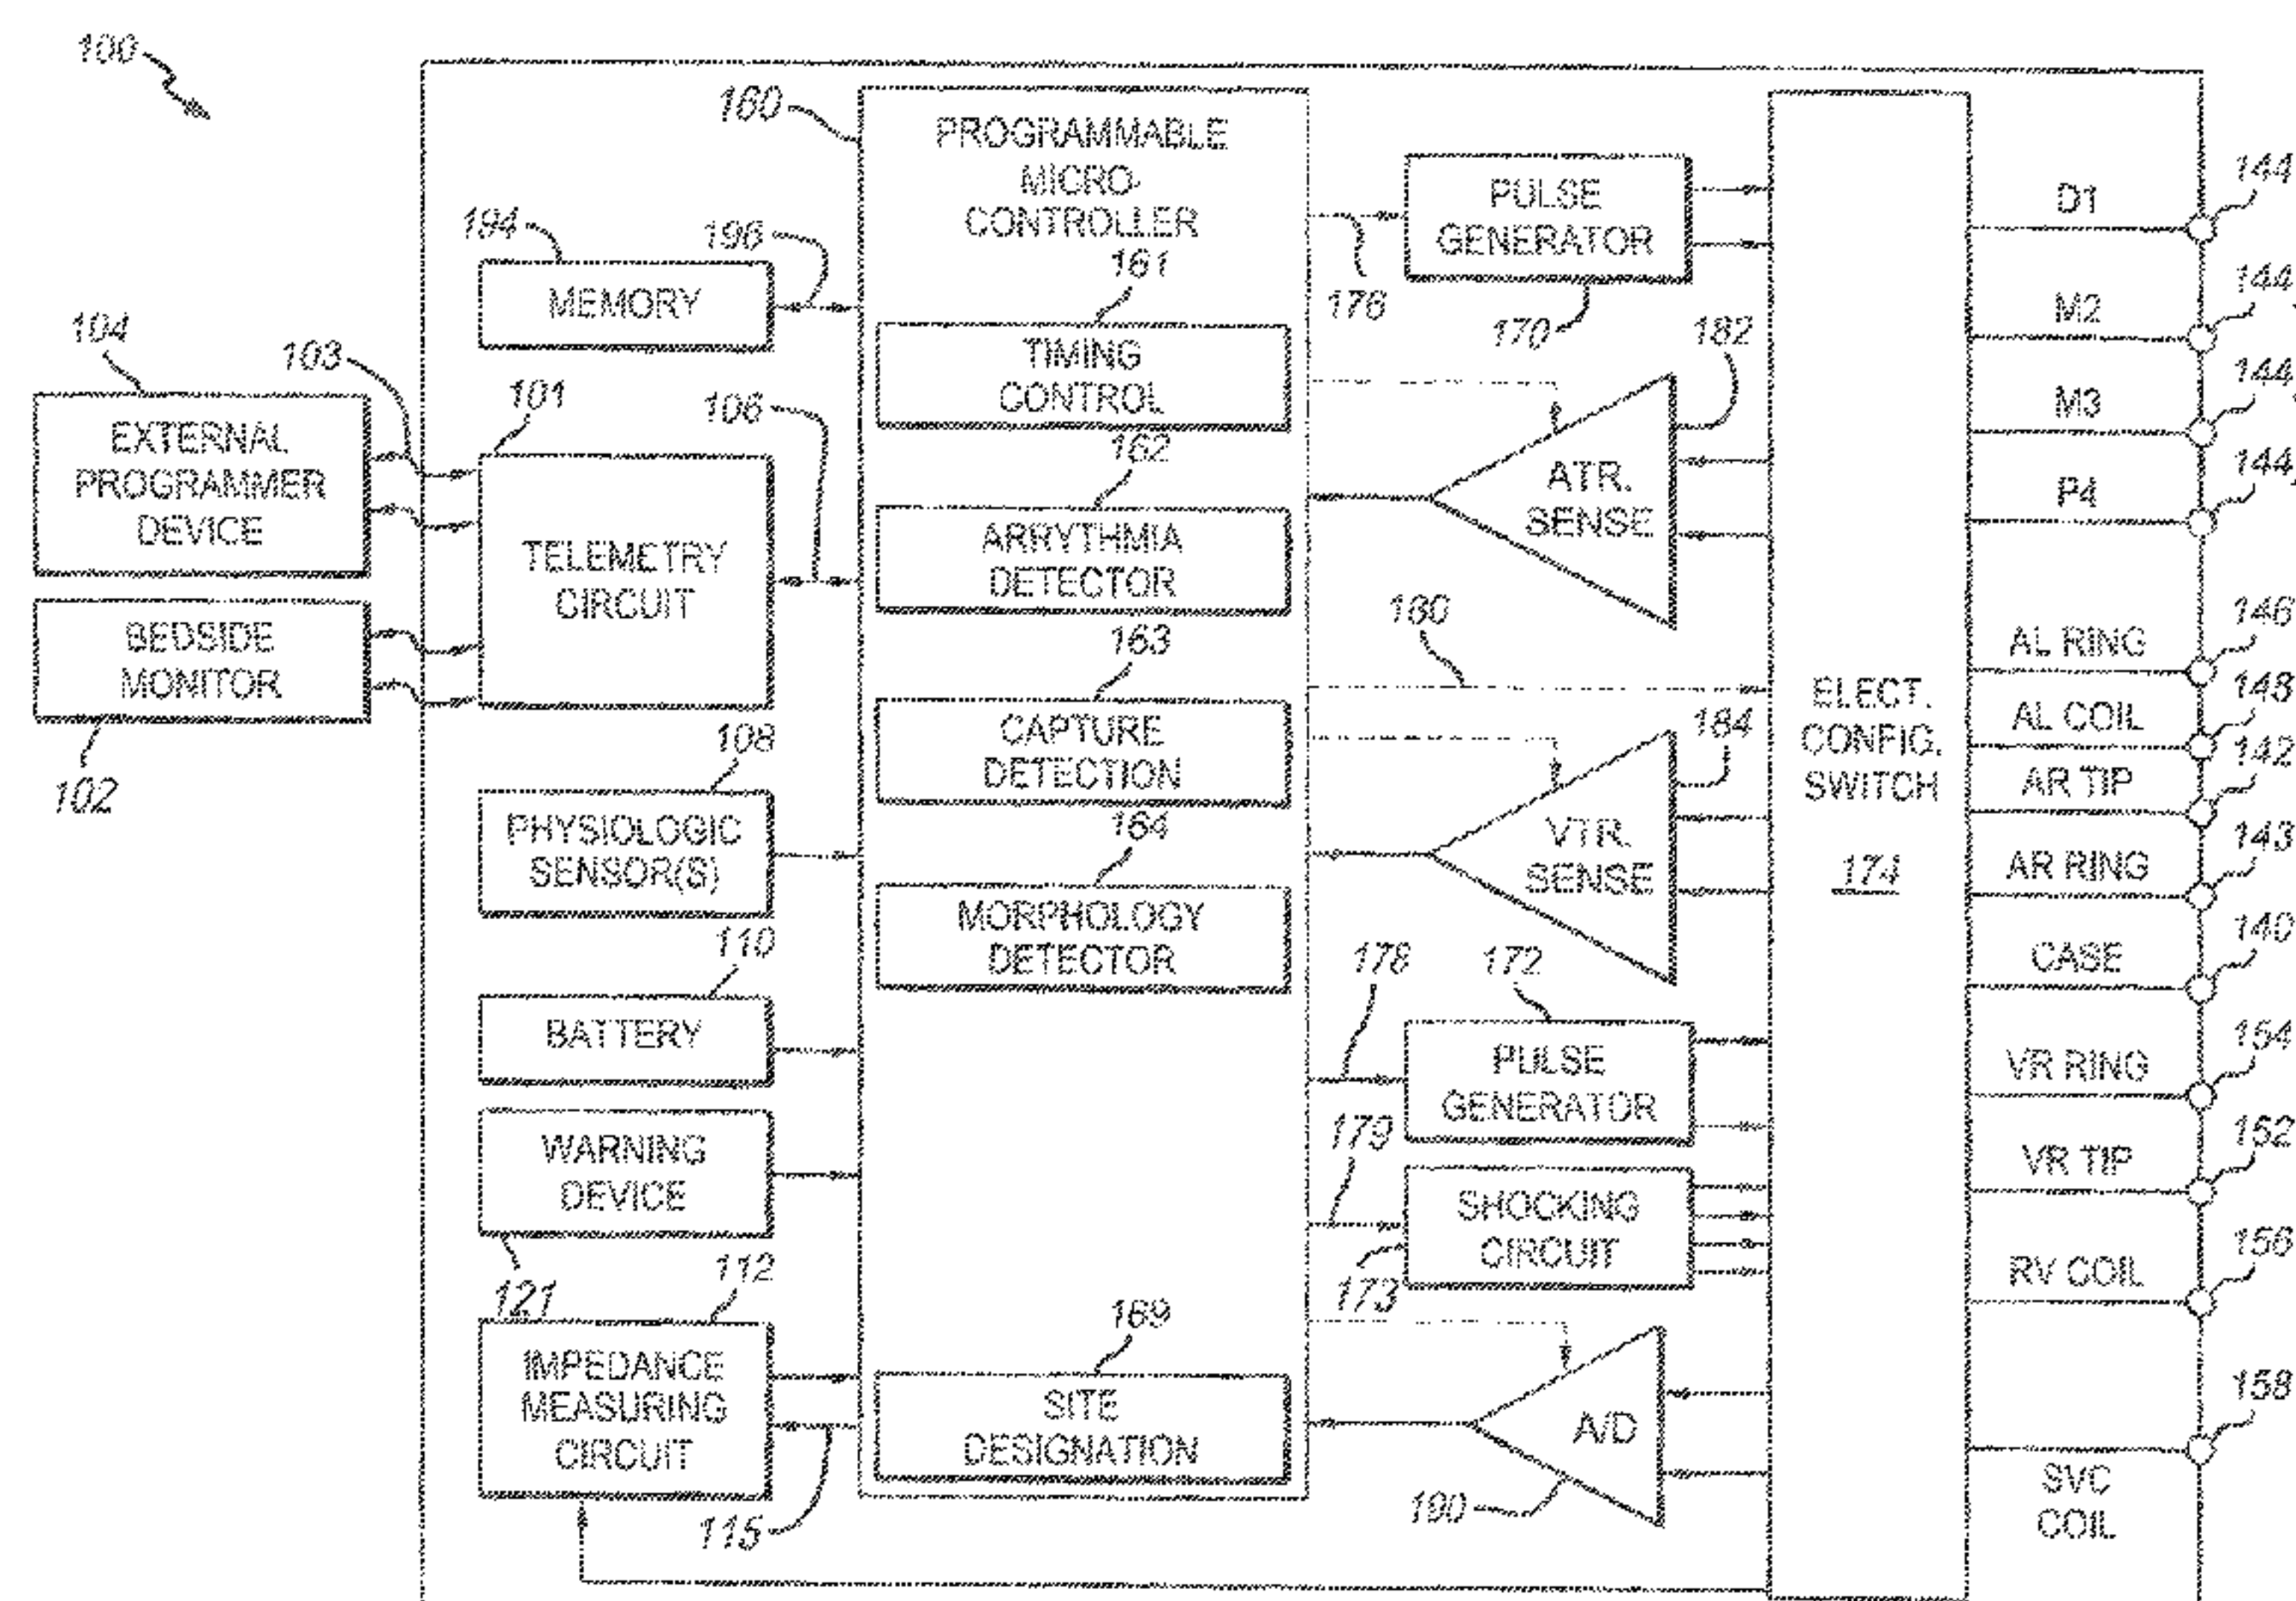 100
160
PROGRAMMABLE
MICRO-
CONTROLLER
194
196
MEMORY
161
TIMING
CONTROL
176
PULSE
GENERATOR
170
182
D1
144
M2
144
M3
144
P4
144
104
103
EXTERNAL
PROGRAMMER
DEVICE
101
106
TELEMETRY
CIRCUIT
162
ARRYTHMIA
DETECTOR
ATR.
SENSE
BEDSIDE
MONITOR
102
163
CAPTURE
DETECTION
180
184
VTR.
SENSE
ELECT.
CONFIG.
SWITCH
174
AL RING
146
AL COIL
148
AR TIP
142
AR RING
143
CASE
140
VR RING
154
VR TIP
152
RV COIL
156
158
SVC
COIL
108
PHYSIOLOGIC
SENSOR(S)
164
MORPHOLOGY
DETECTOR
110
BATTERY
178
172
PULSE
GENERATOR
WARNING
DEVICE
121
179
SHOCKING
CIRCUIT
173
112
IMPEDANCE
MEASURING
CIRCUIT
115
169
SITE
DESIGNATION
A/D
190